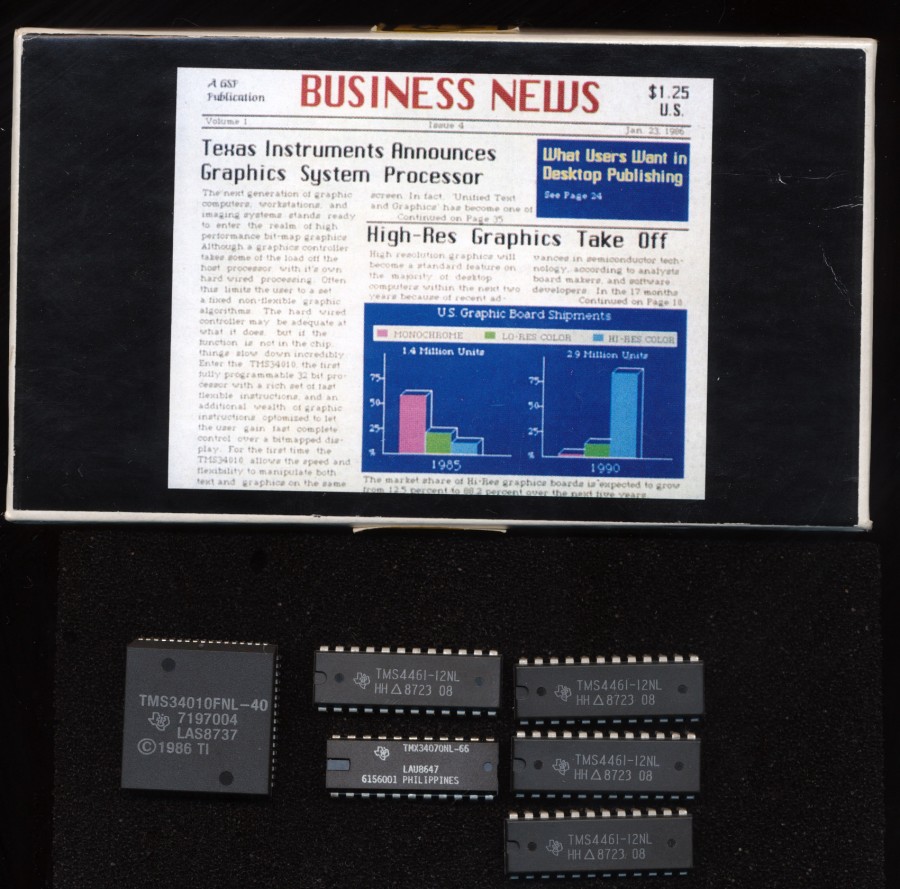 A GSP
Publication
BUSINESS NEWS
$1.25
U.S.
Volume 1
Issue 4
Jan. 23, 1986
Texas Instruments Announces
Graphics System Processor
The next generation of graphic
computers, workstations, and
imaging systems stands ready
to enter the realm of high
performance bit-map graphics
Although a graphics controller
takes some of the load off the
host processor with it's own
hard wired processing. Often
this limits the user to a set
a fixed non-flexible graphic
algorithms. The hard wired
controller may be adequate at
what it does, but if the
function is not in the chip,
things slow down incredibly.
Enter the TMS34010, the first
fully programmable 32 bit pro-
cessor with a rich set of fast
flexible instructions, and an
additional wealth of graphic
instructions optomized to let
the user gain fast complete
control over a bitmapped dis-
play. For the first time the
TMS34010 allows the speed and
flexibility to manipulate both
text and graphics on the same
screen. In fact, 'Unified Text
and Graphics' has become one of
Continued on Page 35
What Users Want in
Desktop Publishing
See Page 24
High-Res Graphics Take Off
High resolution graphics will
become a standard feature on
the majority of desktop
computers within the next two
years because of recent ad-
vances in semiconductor tech-
nology, according to analysts
board makers, and software
developers. In the 17 months
Continued on Page 18
U.S. Graphic Board Shipments
MONOCHROME LO-RES COLOR HI-RES COLOR
1.4 Million Units
75
50
25
%
1985
2.9 Million Units
75
50
25
%
1990
The market share of Hi-Res graphics boards is expected to grow
from 12.5 percent to 88.2 percent over the next five years.
TMS34010FNL-40
7197004
LAS8737
©1986 TI
TMS4461-12NL
HH △ 8723 08
TMS4461-12NL
HH △ 8723 08
TMX34070NL-66
LAU8647
6156001 PHILIPPINES
TMS4461-12NL
HH △ 8723 08
TMS4461-12NL
HH △ 8723 08